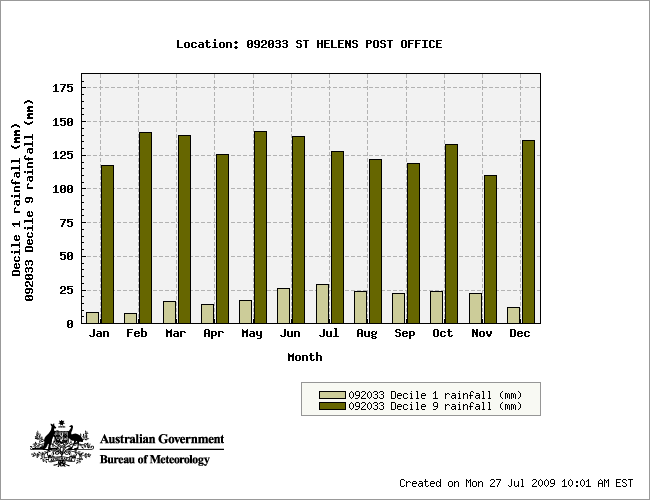 Location: 092033 ST HELENS POST OFFICE
Decile 1 rainfall (mm)
092033 Decile 9 rainfall (mm)
175
150
125
100
75
50
25
0
Jan Feb Mar Apr May Jun Jul Aug Sep Oct Nov Dec
Month
092033 Decile 1 rainfall (mm)
092033 Decile 9 rainfall (mm)
Australian Government
Bureau of Meteorology
Created on Mon 27 Jul 2009 10:01 AM EST